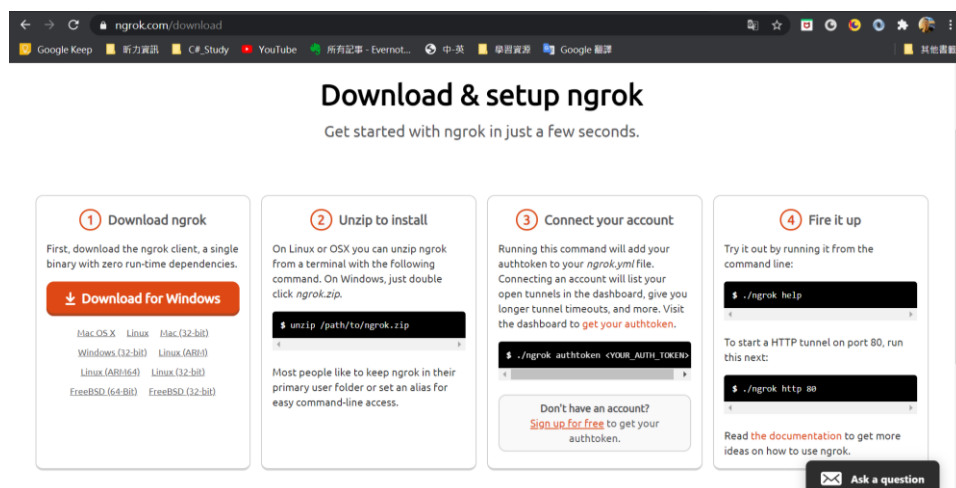 ngrok.com/download
Google Keep 昕力資訊 C#_Study YouTube 所有記事 - Evernot... 中-英 學習資源 Google 翻譯 其他書籤
Download & setup ngrok
Get started with ngrok in just a few seconds.
1 Download ngrok
First, download the ngrok client, a single
binary with zero run-time dependencies.
Download for Windows
Mac OS X Linux Mac (32-bit)
Windows (32-bit) Linux (ARM)
Linux (ARM64) Linux (32-bit)
FreeBSD (64-Bit) FreeBSD (32-bit)
2 Unzip to install
On Linux or OSX you can unzip ngrok
from a terminal with the following
command. On Windows, just double
click ngrok.zip.
$ unzip /path/to/ngrok.zip
Most people like to keep ngrok in their
primary user folder or set an alias for
easy command-line access.
3 Connect your account
Running this command will add your
authtoken to your ngrok.yml file.
Connecting an account will list your
open tunnels in the dashboard, give you
longer tunnel timeouts, and more. Visit
the dashboard to get your authtoken.
$ ./ngrok authtoken <YOUR_AUTH_TOKEN>
Don't have an account?
Sign up for free to get your
authtoken.
4 Fire it up
Try it out by running it from the
command line:
$ ./ngrok help
To start a HTTP tunnel on port 80, run
this next:
$ ./ngrok http 80
Read the documentation to get more
ideas on how to use ngrok.
Ask a question